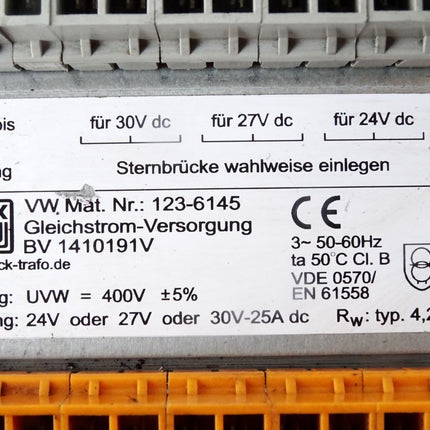 für 30V dc für 27V dc für 24V dc
Sternbrücke wahlweise einlegen
VW. Mat. Nr.: 123-6145
Gleichstrom-Versorgung
BV 1410191V
ck-trafo.de
CE
3~ 50-60Hz
ta 50°C Cl. B
VDE 0570/
EN 61558
g: UVW = 400V ±5%
ng: 24V oder 27V oder 30V-25A dc RW: typ. 4,2